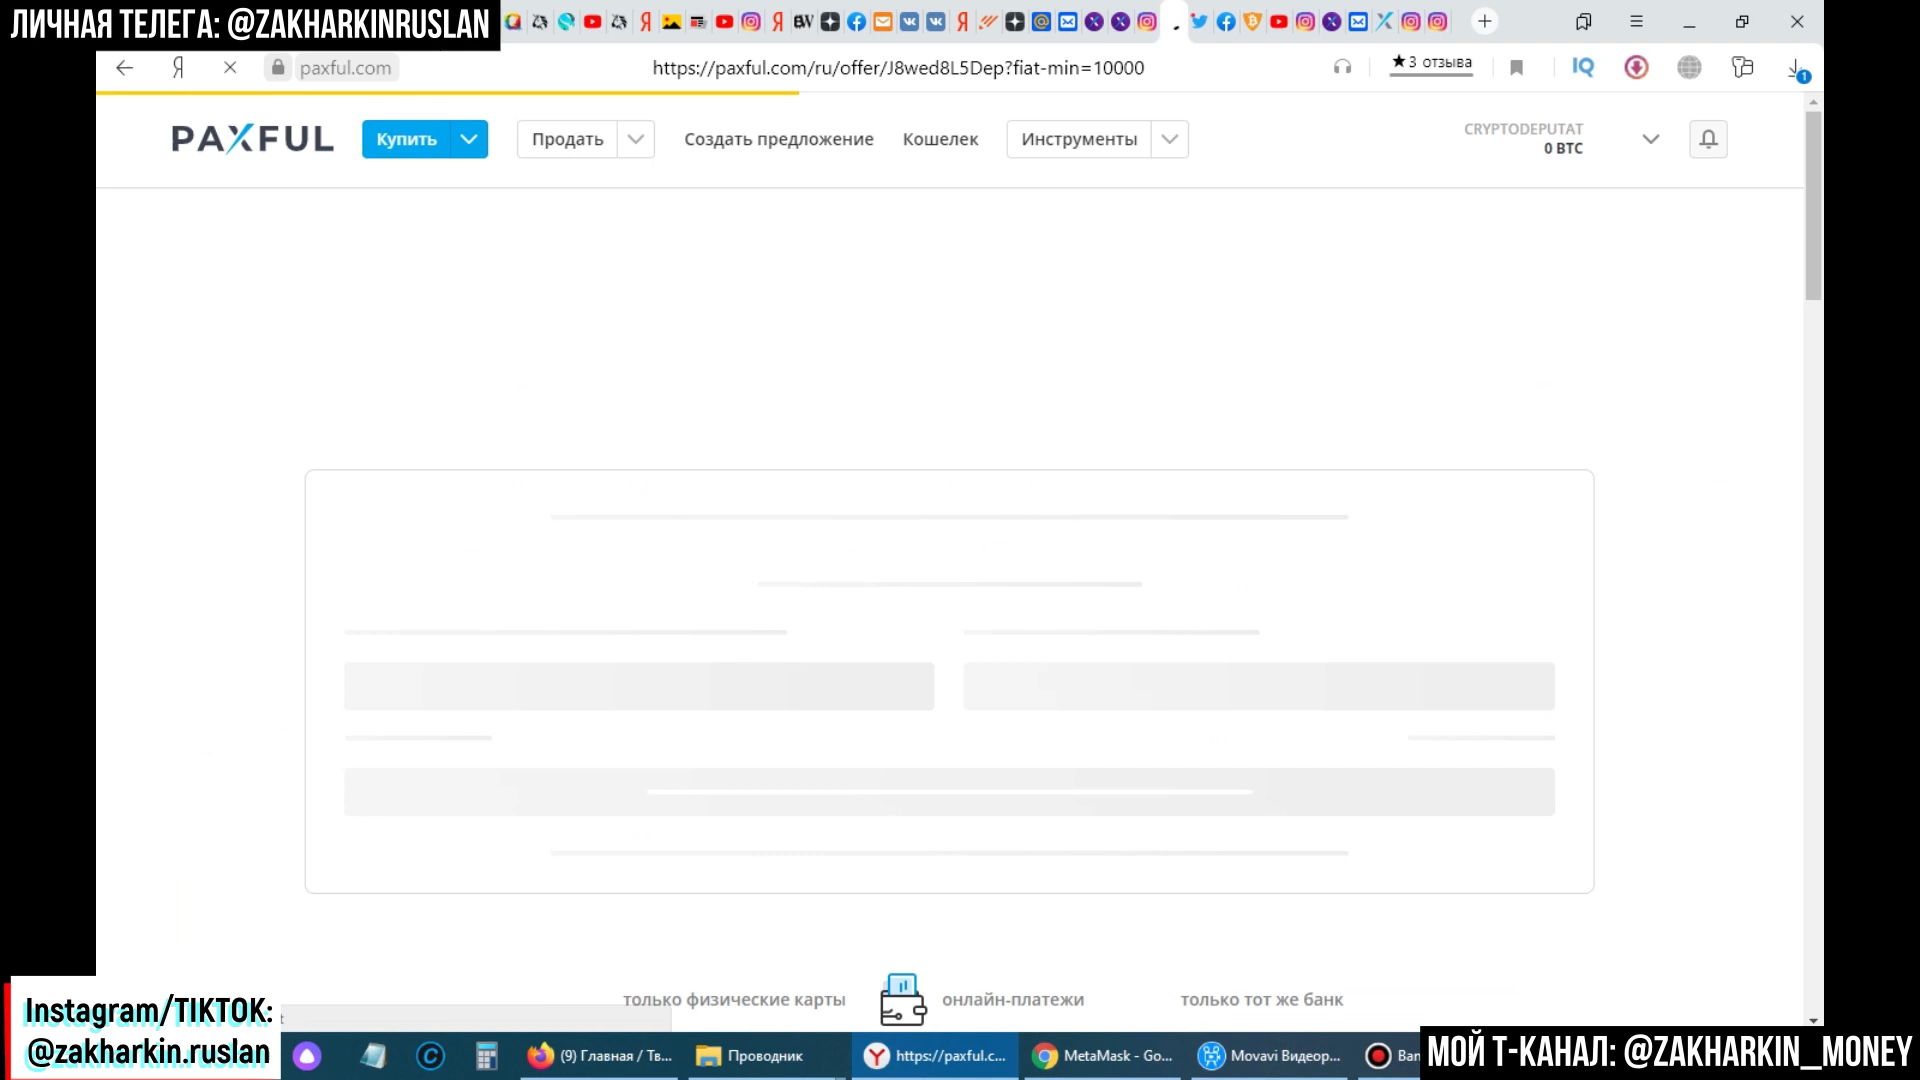 ЛИЧНАЯ ТЕЛЕГА: @ZAKHARKINRUSLAN
paxful.com
https://paxful.com/ru/offer/J8wed8L5Dep?fiat-min=10000
★3 отзыва
IQ
1
PAXFUL
Купить
Продать
Создать предложение
Кошелек
Инструменты
CRYPTODEPUTAT
0 BTC
только физические карты
онлайн-платежи
только тот же банк
Instagram/TIKTOK:
@zakharkin.ruslan
(9) Главная / Тв...
Проводник
https://paxful.c...
MetaMask - Go...
Movavi Видеор...
МОЙ Т-КАНАЛ: @ZAKHARKIN_MONEY